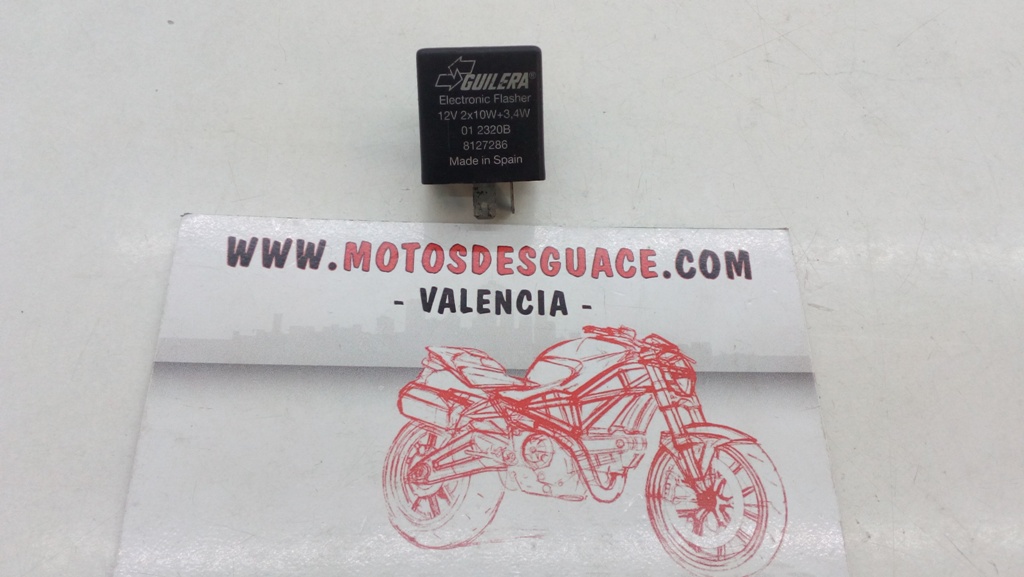 GUILERA®
Electronic Flasher
12V 2x10W+3,4W
01 2320B
8127286
Made in Spain
WWW.MOTOSDESGUACE.COM
- VALENCIA -